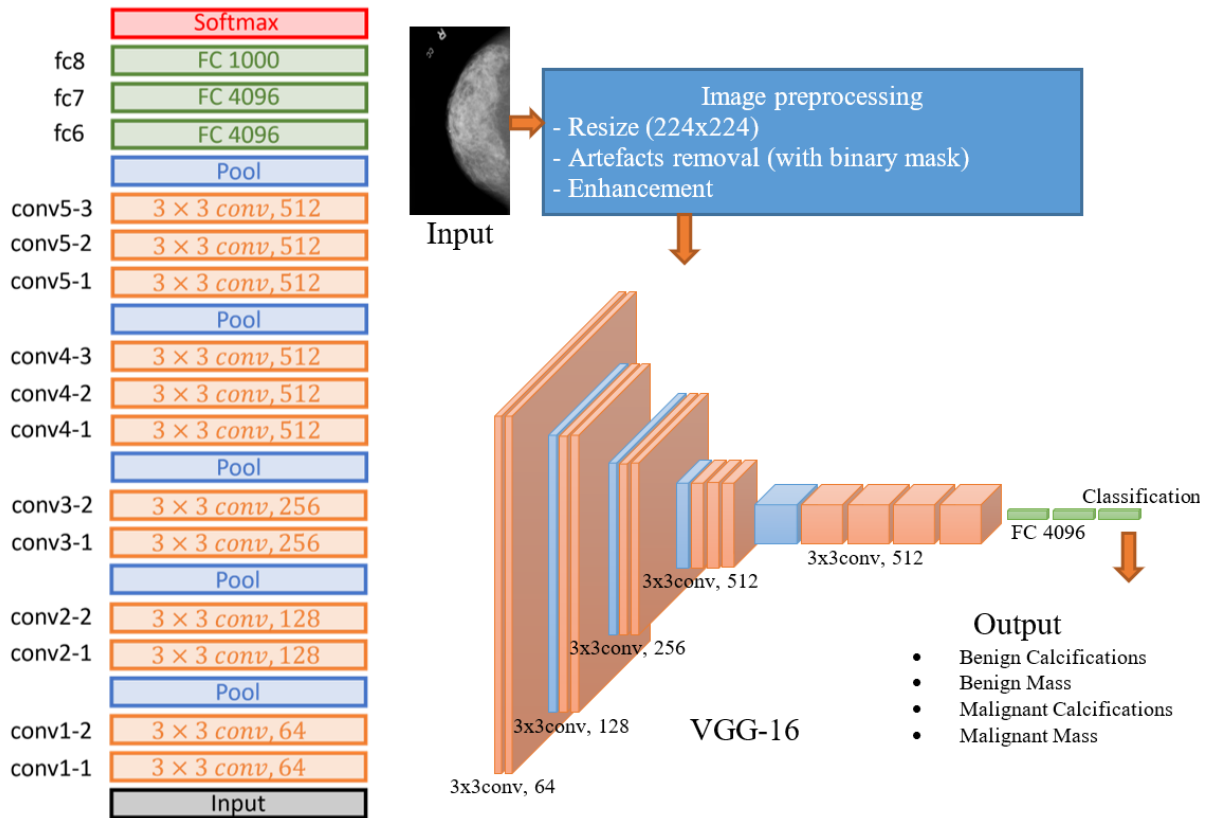 Softmax
fc8 FC 1000
fc7 FC 4096
fc6 FC 4096
Pool
conv5-3 3 × 3 conv, 512
conv5-2 3 × 3 conv, 512
conv5-1 3 × 3 conv, 512
Pool
conv4-3 3 × 3 conv, 512
conv4-2 3 × 3 conv, 512
conv4-1 3 × 3 conv, 512
Pool
conv3-2 3 × 3 conv, 256
conv3-1 3 × 3 conv, 256
Pool
conv2-2 3 × 3 conv, 128
conv2-1 3 × 3 conv, 128
Pool
conv1-2 3 × 3 conv, 64
conv1-1 3 × 3 conv, 64
Input
R
CC
Input
Image preprocessing
- Resize (224x224)
- Artefacts removal (with binary mask)
- Enhancement
3x3conv, 64
3x3conv, 128
3x3conv, 256
3x3conv, 512
3x3conv, 512
FC 4096
Classification
VGG-16
Output
• Benign Calcifications
• Benign Mass
• Malignant Calcifications
• Malignant Mass